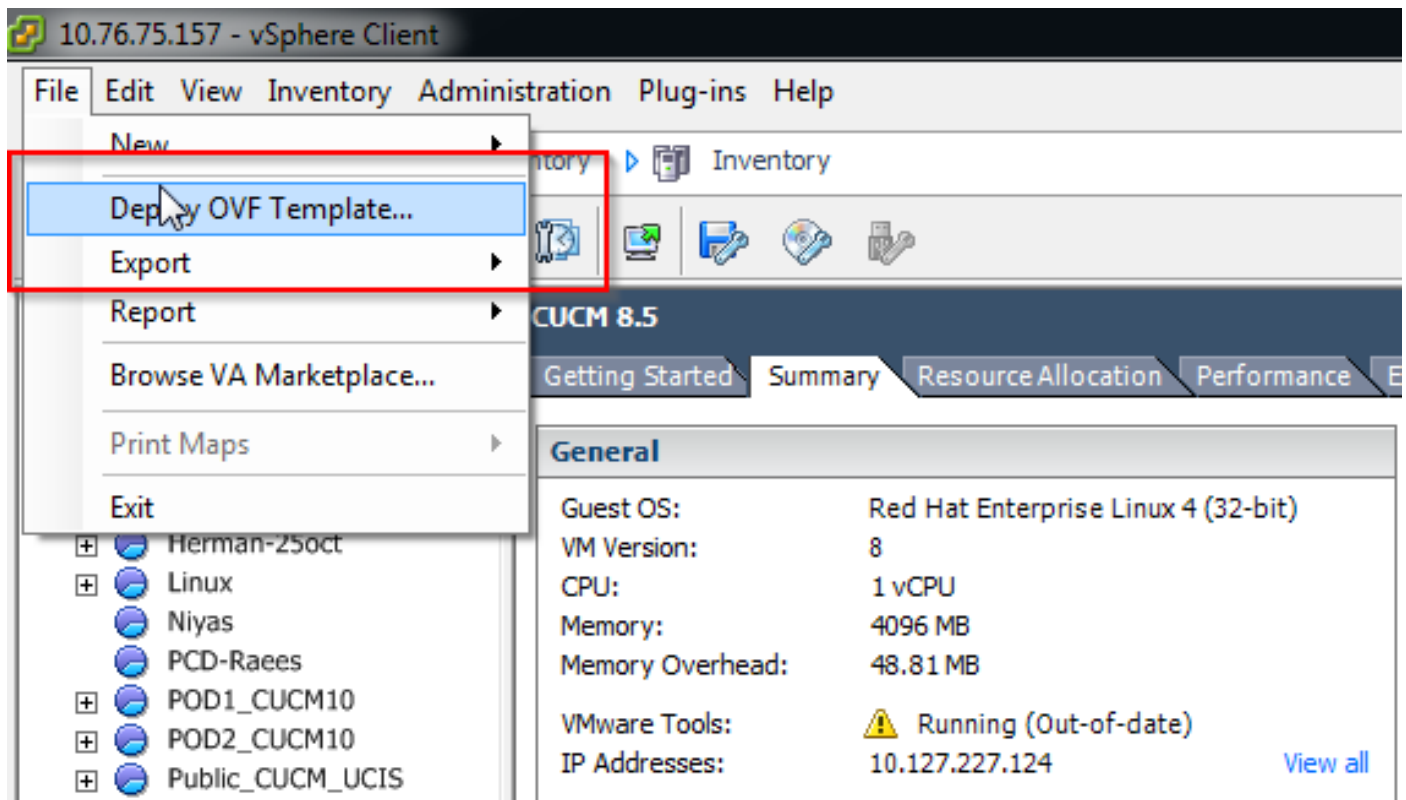 10.76.75.157 - vSphere Client
File Edit View Inventory Administration Plug-ins Help
New
ntory Inventory
Deploy OVF Template...
Export
Report
Browse VA Marketplace...
Print Maps
Exit
CUCM 8.5
Getting Started Summary Resource Allocation Performance E
General
Guest OS: Red Hat Enterprise Linux 4 (32-bit)
VM Version: 8
CPU: 1 vCPU
Memory: 4096 MB
Memory Overhead: 48.81 MB
VMware Tools: Running (Out-of-date)
IP Addresses: 10.127.227.124 View all
Herman-25oct
Linux
Niyas
PCD-Raees
POD1_CUCM10
POD2_CUCM10
Public_CUCM_UCIS